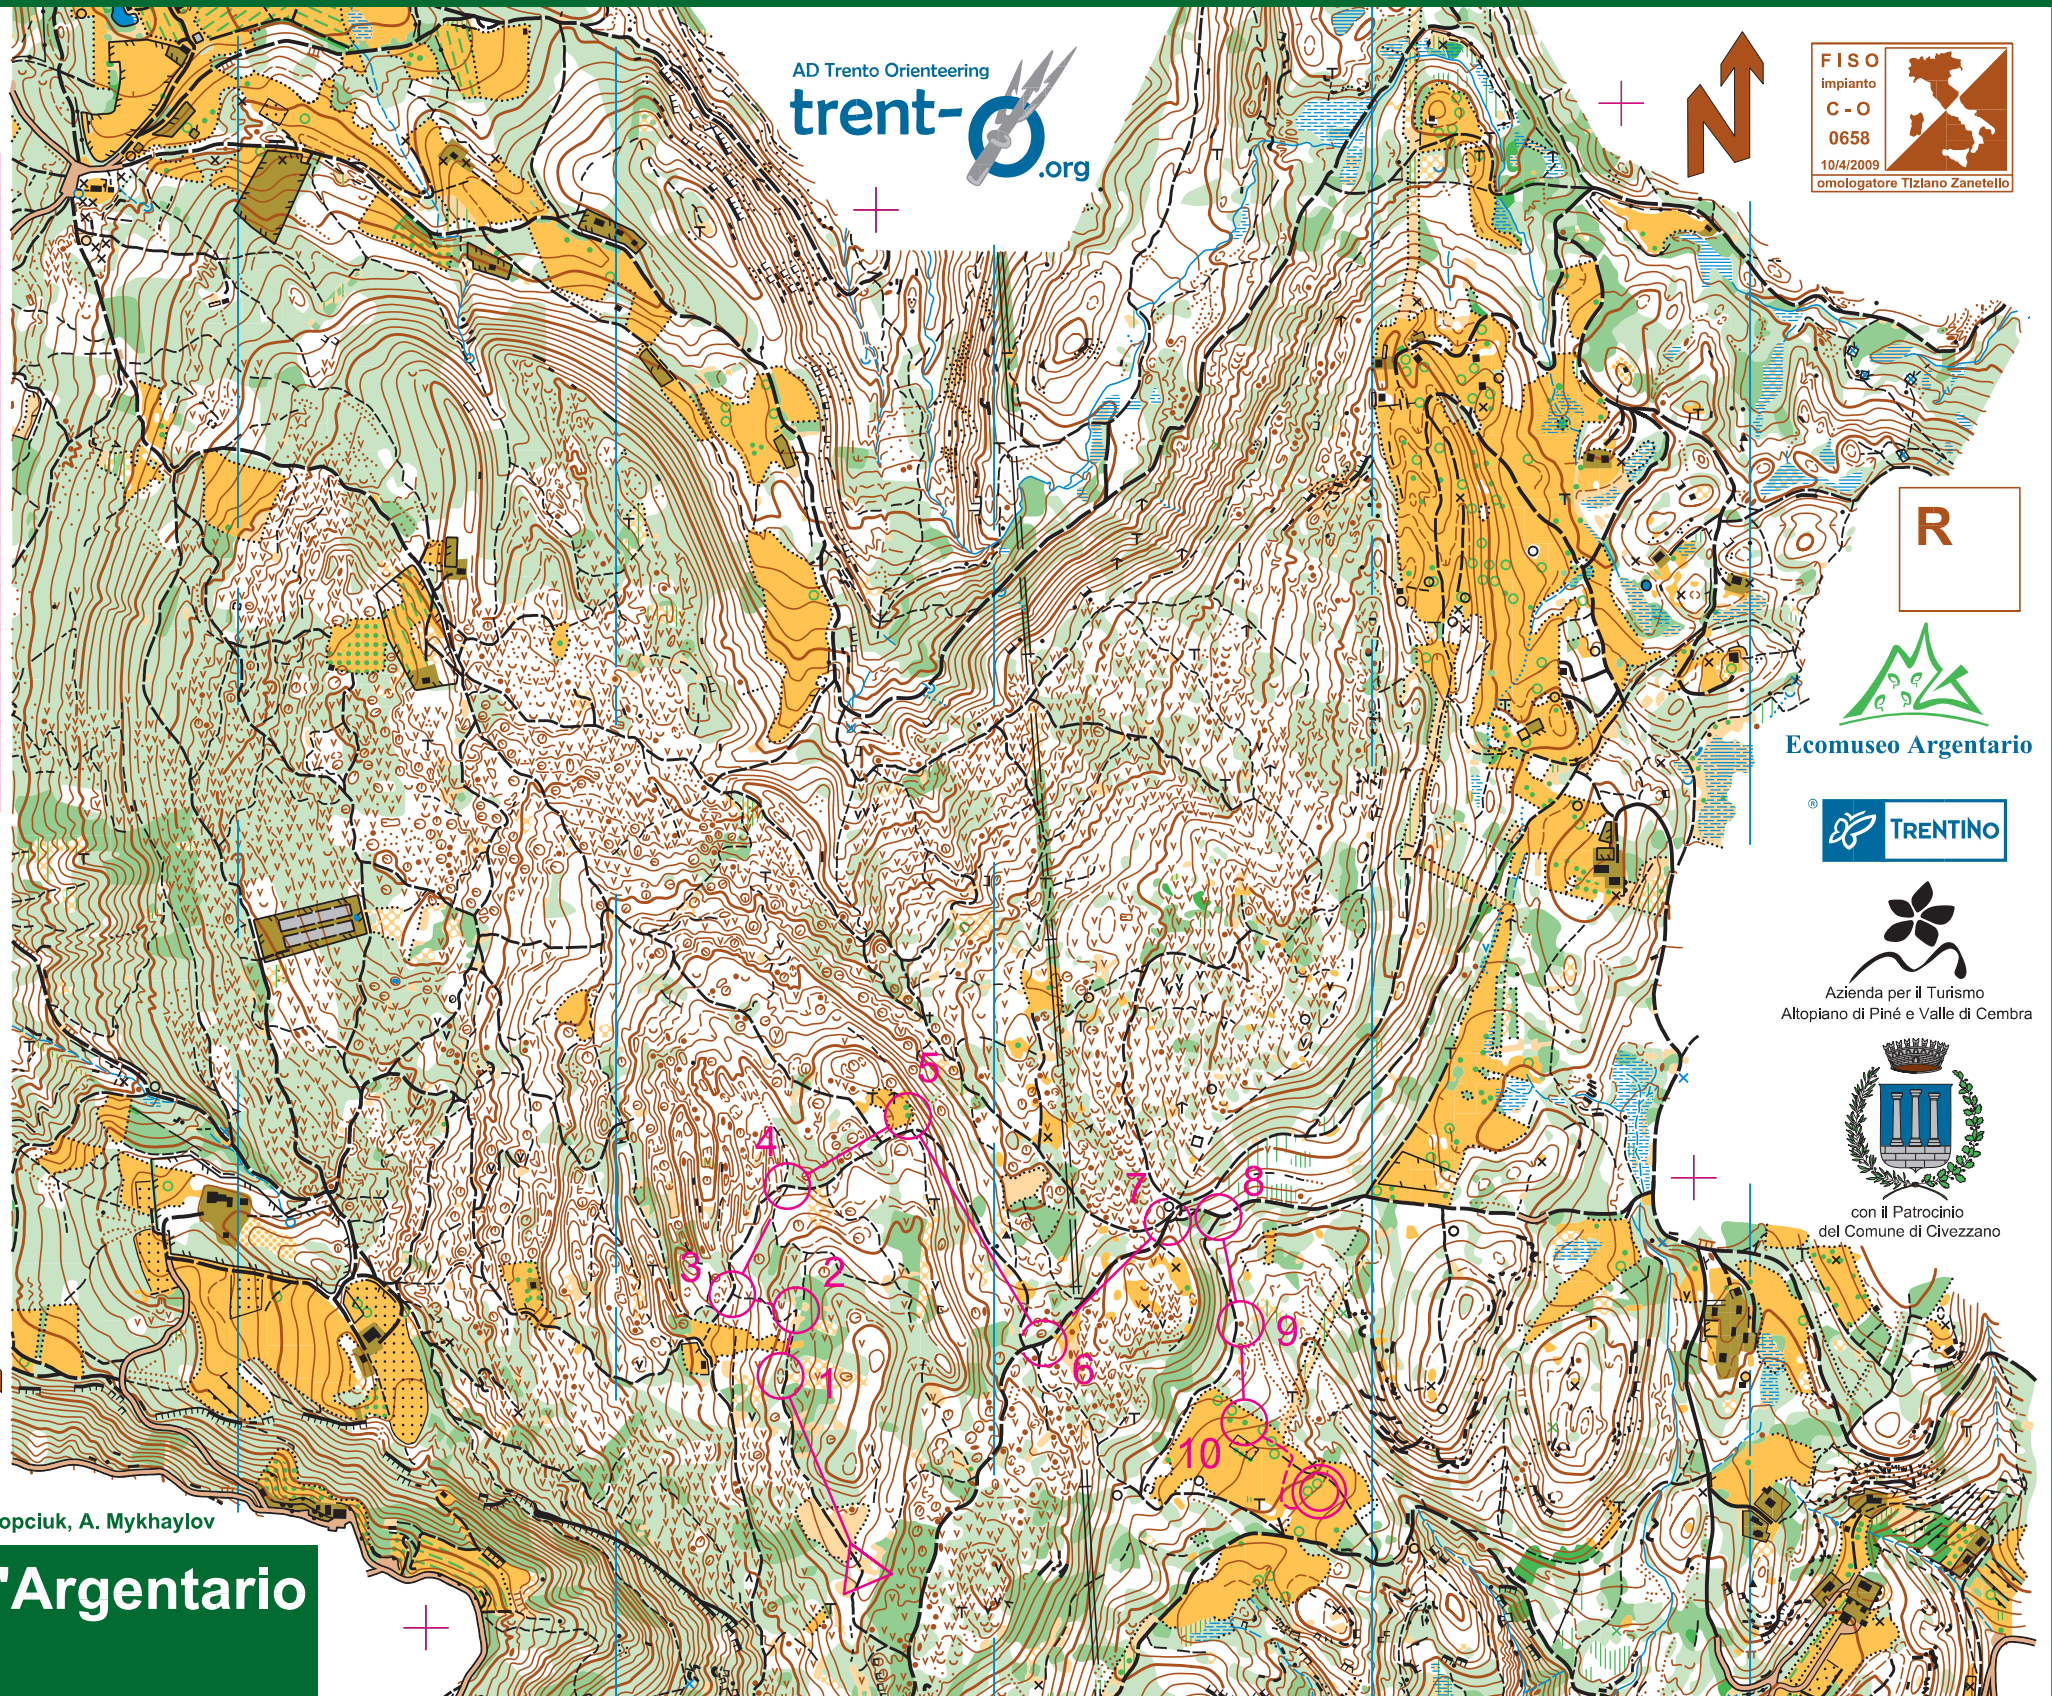 AD Trento Orienteering
trent-O
.org
N
FISO
impianto
C - O
0658
10/4/2009
omologatore Tiziano Zanetello
R
Ecomuseo Argentario
®
TRENTINO
Azienda per il Turismo
Altopiano di Piné e Valle di Cembra
con il Patrocinio
del Comune di Civezzano
5
4
7
8
3
2
9
1
6
10
opciuk, A. Mykhaylov
'Argentario